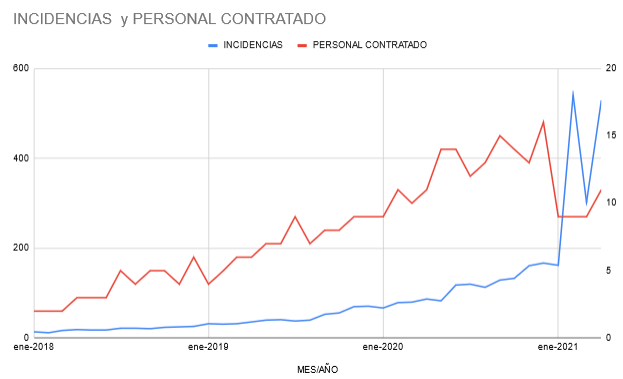 INCIDENCIAS y PERSONAL CONTRATADO
INCIDENCIAS PERSONAL CONTRATADO
600 20
15
400
10
200
5
0 0
ene-2018 ene-2019 ene-2020 ene-2021
MES/AÑO